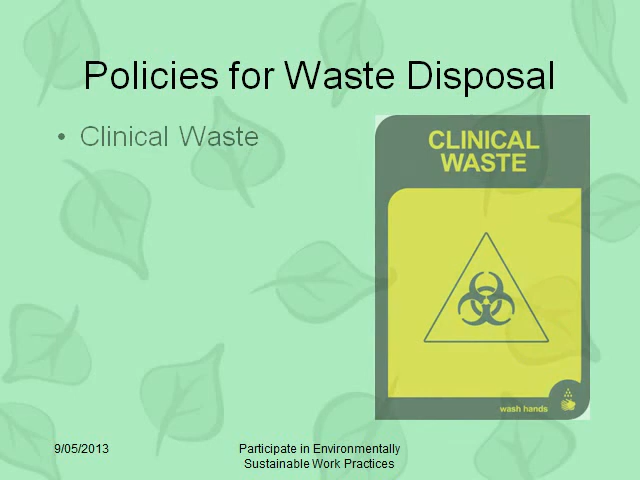 Policies for Waste Disposal
• Clinical Waste
CLINICAL
WASTE
wash hands
9/05/2013
Participate in Environmentally
Sustainable Work Practices